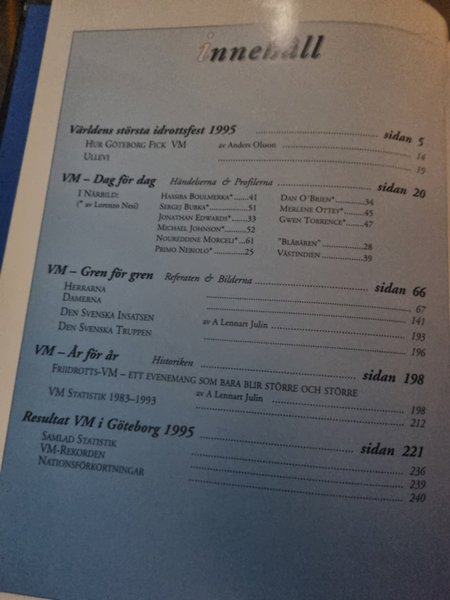 innehåll
Världens största idrottsfest 1995 sidan 5
Hur Göteborg Fick VM av Anders Olsson 14
Ullevi 19
VM – Dag för dag Händelserna & Profilerna sidan 20
I Närbild: Hassiba Boulmerka* 41 Dan O'Brien* 34
(* av Lorenzo Nesi) Sergej Bubka* 51 Merlene Ottey* 45
Jonathan Edwards* 33 Gwen Torrence* 47
Michael Johnson* 52
Noureddine Morceli* 61 "Blåbären" 28
Primo Nebiolo* 25 Västindien 39
VM – Gren för gren Referaten & Bilderna sidan 66
Herrarna 67
Damerna 141
Den Svenska Insatsen av A Lennart Julin 193
Den Svenska Truppen 196
VM – År för år Historiken sidan 198
Friidrotts-VM – ett evenemang som bara blir större och större
av A Lennart Julin 198
VM Statistik 1983–1993 212
Resultat VM i Göteborg 1995 sidan 221
Samlad Statistik 236
VM-Rekorden 239
Nationsförkortningar 240